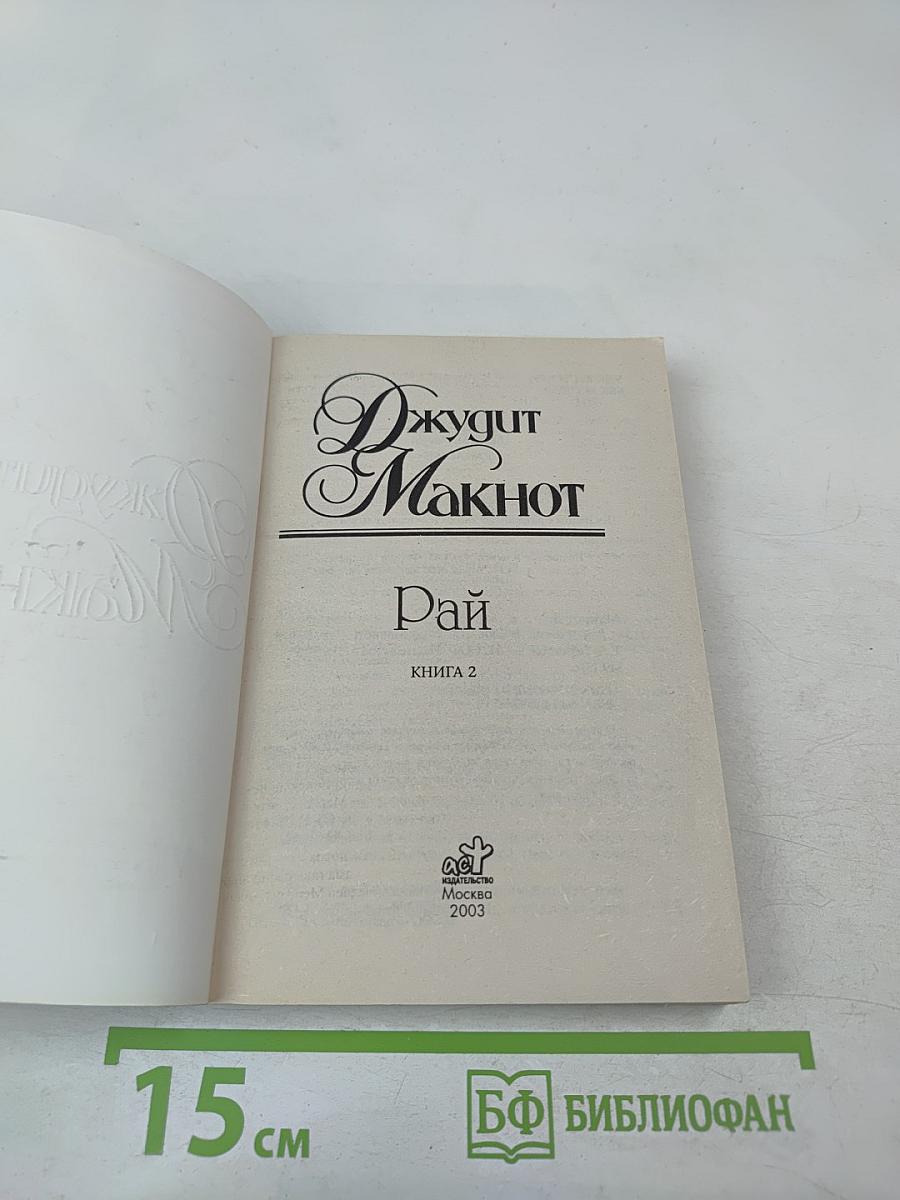 Джудит
Макнот
Рай
КНИГА 2
аст
ИЗДАТЕЛЬСТВО
Москва
2003
15 см
БФ БИБЛИОФАН